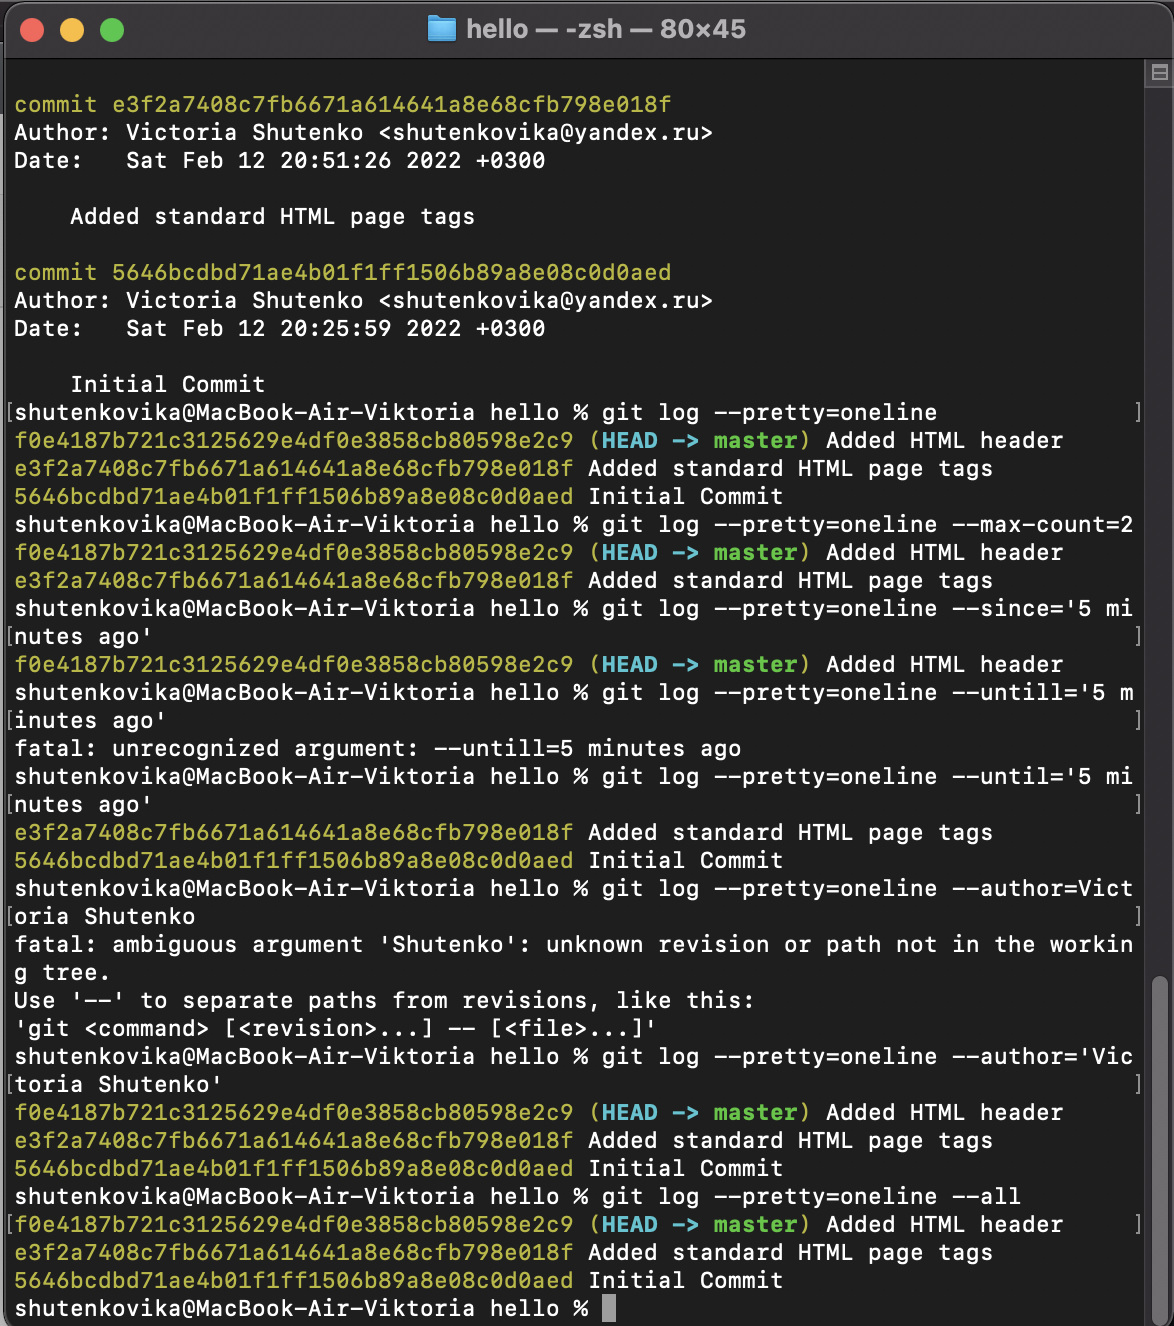 hello — -zsh — 80×45
commit e3f2a7408c7fb6671a614641a8e68cfb798e018f
Author: Victoria Shutenko <shutenkovika@yandex.ru>
Date:   Sat Feb 12 20:51:26 2022 +0300
    Added standard HTML page tags
commit 5646bcdbd71ae4b01f1ff1506b89a8e08c0d0aed
Author: Victoria Shutenko <shutenkovika@yandex.ru>
Date:   Sat Feb 12 20:25:59 2022 +0300
    Initial Commit
[shutenkovika@MacBook-Air-Viktoria hello % git log --pretty=oneline ]
f0e4187b721c3125629e4df0e3858cb80598e2c9 (HEAD -> master) Added HTML header
e3f2a7408c7fb6671a614641a8e68cfb798e018f Added standard HTML page tags
5646bcdbd71ae4b01f1ff1506b89a8e08c0d0aed Initial Commit
shutenkovika@MacBook-Air-Viktoria hello % git log --pretty=oneline --max-count=2
f0e4187b721c3125629e4df0e3858cb80598e2c9 (HEAD -> master) Added HTML header
e3f2a7408c7fb6671a614641a8e68cfb798e018f Added standard HTML page tags
shutenkovika@MacBook-Air-Viktoria hello % git log --pretty=oneline --since='5 mi
[nutes ago' ]
f0e4187b721c3125629e4df0e3858cb80598e2c9 (HEAD -> master) Added HTML header
shutenkovika@MacBook-Air-Viktoria hello % git log --pretty=oneline --untill='5 m
[inutes ago' ]
fatal: unrecognized argument: --untill=5 minutes ago
shutenkovika@MacBook-Air-Viktoria hello % git log --pretty=oneline --until='5 mi
[nutes ago' ]
e3f2a7408c7fb6671a614641a8e68cfb798e018f Added standard HTML page tags
5646bcdbd71ae4b01f1ff1506b89a8e08c0d0aed Initial Commit
shutenkovika@MacBook-Air-Viktoria hello % git log --pretty=oneline --author=Vict
[oria Shutenko ]
fatal: ambiguous argument 'Shutenko': unknown revision or path not in the workin
g tree.
Use '--' to separate paths from revisions, like this:
'git <command> [<revision>...] -- [<file>...]'
shutenkovika@MacBook-Air-Viktoria hello % git log --pretty=oneline --author='Vic
[toria Shutenko' ]
f0e4187b721c3125629e4df0e3858cb80598e2c9 (HEAD -> master) Added HTML header
e3f2a7408c7fb6671a614641a8e68cfb798e018f Added standard HTML page tags
5646bcdbd71ae4b01f1ff1506b89a8e08c0d0aed Initial Commit
shutenkovika@MacBook-Air-Viktoria hello % git log --pretty=oneline --all
[f0e4187b721c3125629e4df0e3858cb80598e2c9 (HEAD -> master) Added HTML header ]
e3f2a7408c7fb6671a614641a8e68cfb798e018f Added standard HTML page tags
5646bcdbd71ae4b01f1ff1506b89a8e08c0d0aed Initial Commit
shutenkovika@MacBook-Air-Viktoria hello %